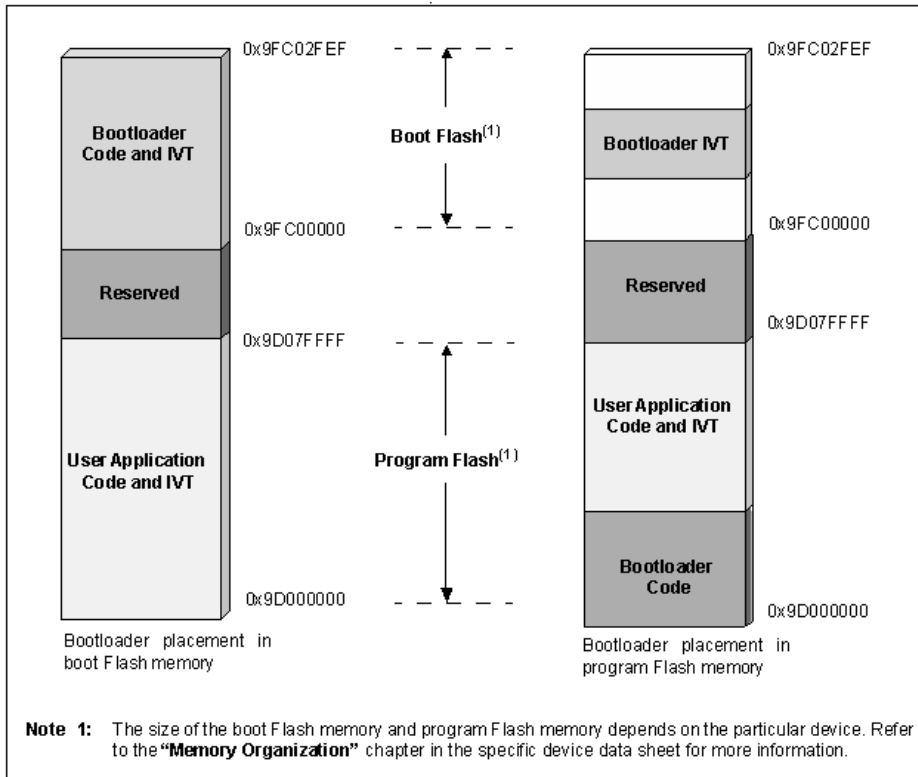 0x9FC02FEF
Bootloader
Code and IVT
0x9FC00000
Reserved
0x9D07FFFF
User Application
Code and IVT
0x9D000000
Bootloader placement in
boot Flash memory
Boot Flash(1)
Program Flash(1)
0x9FC02FEF
Bootloader IVT
0x9FC00000
Reserved
0x9D07FFFF
User Application
Code and IVT
Bootloader
Code
0x9D000000
Bootloader placement in
program Flash memory
Note 1: The size of the boot Flash memory and program Flash memory depends on the particular device. Refer
to the “Memory Organization” chapter in the specific device data sheet for more information.